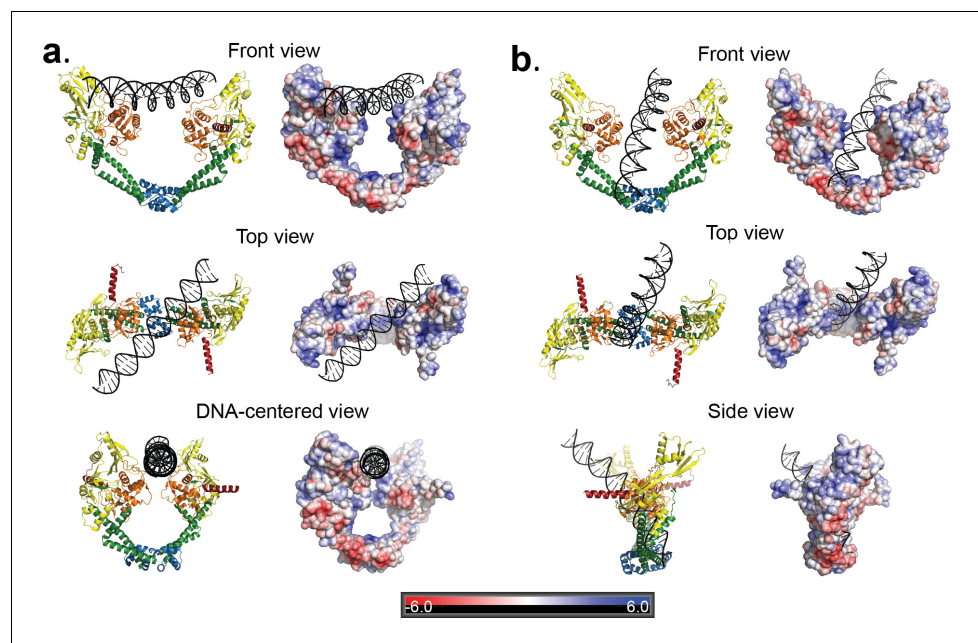 a.
Front view
Top view
DNA-centered view
b.
Front view
Top view
Side view
-6.0 6.0